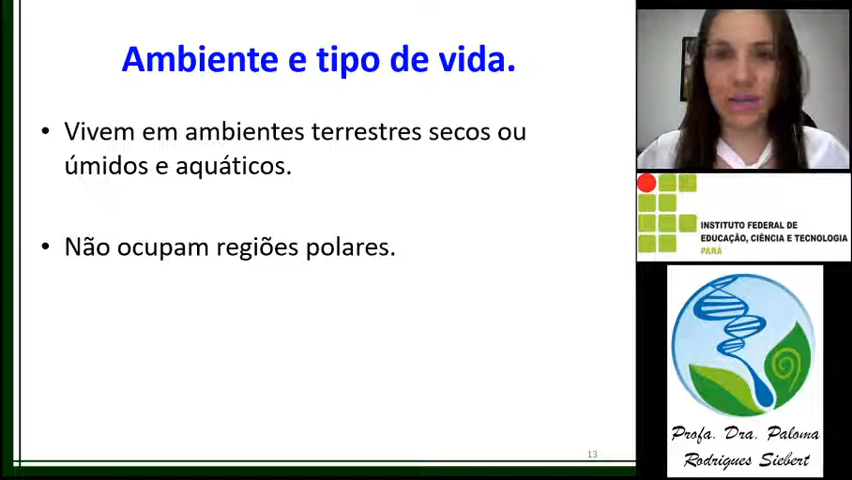 Ambiente e tipo de vida.
• Vivem em ambientes terrestres secos ou
úmidos e aquáticos.
• Não ocupam regiões polares.
13
INSTITUTO FEDERAL DE
EDUCAÇÃO, CIÊNCIA E TECNOLOGIA
PARÁ
Profa. Dra. Paloma
Rodrigues Siebert